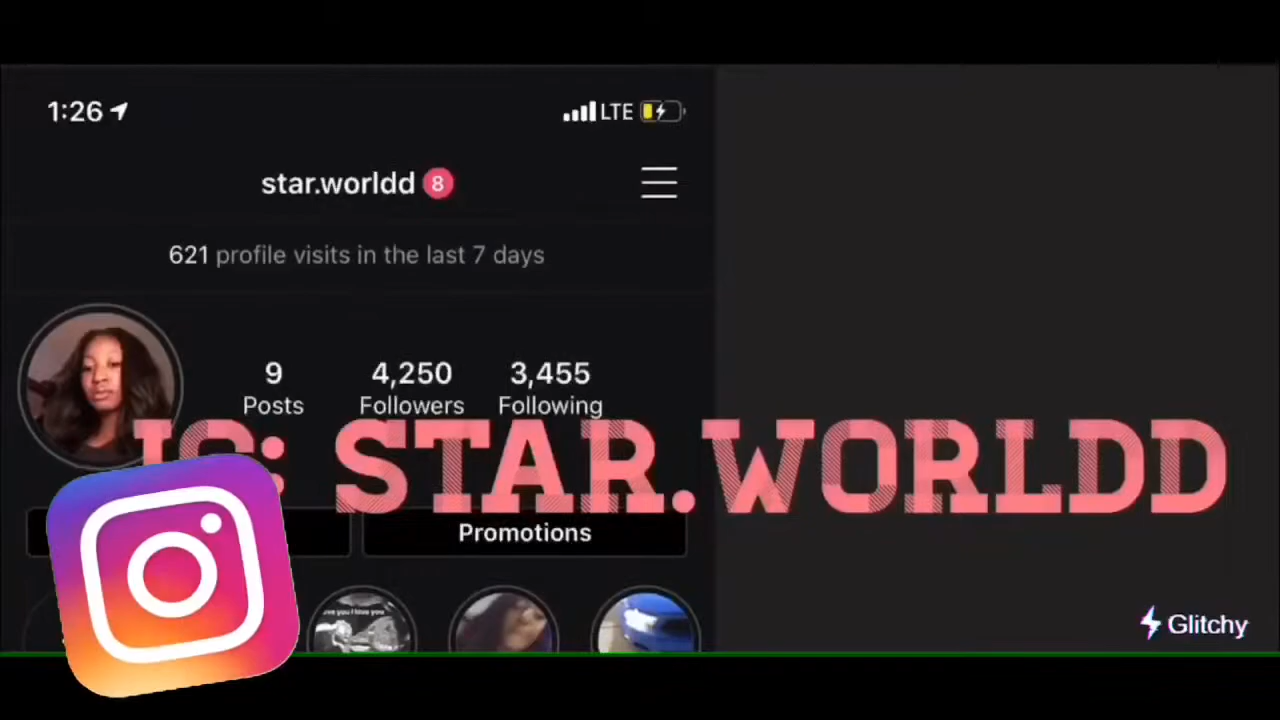 1:26 LTE
star.worldd 8
621 profile visits in the last 7 days
9 4,250 3,455
Posts Followers Following
IG: STAR.WORLDD
Promotions
Glitchy